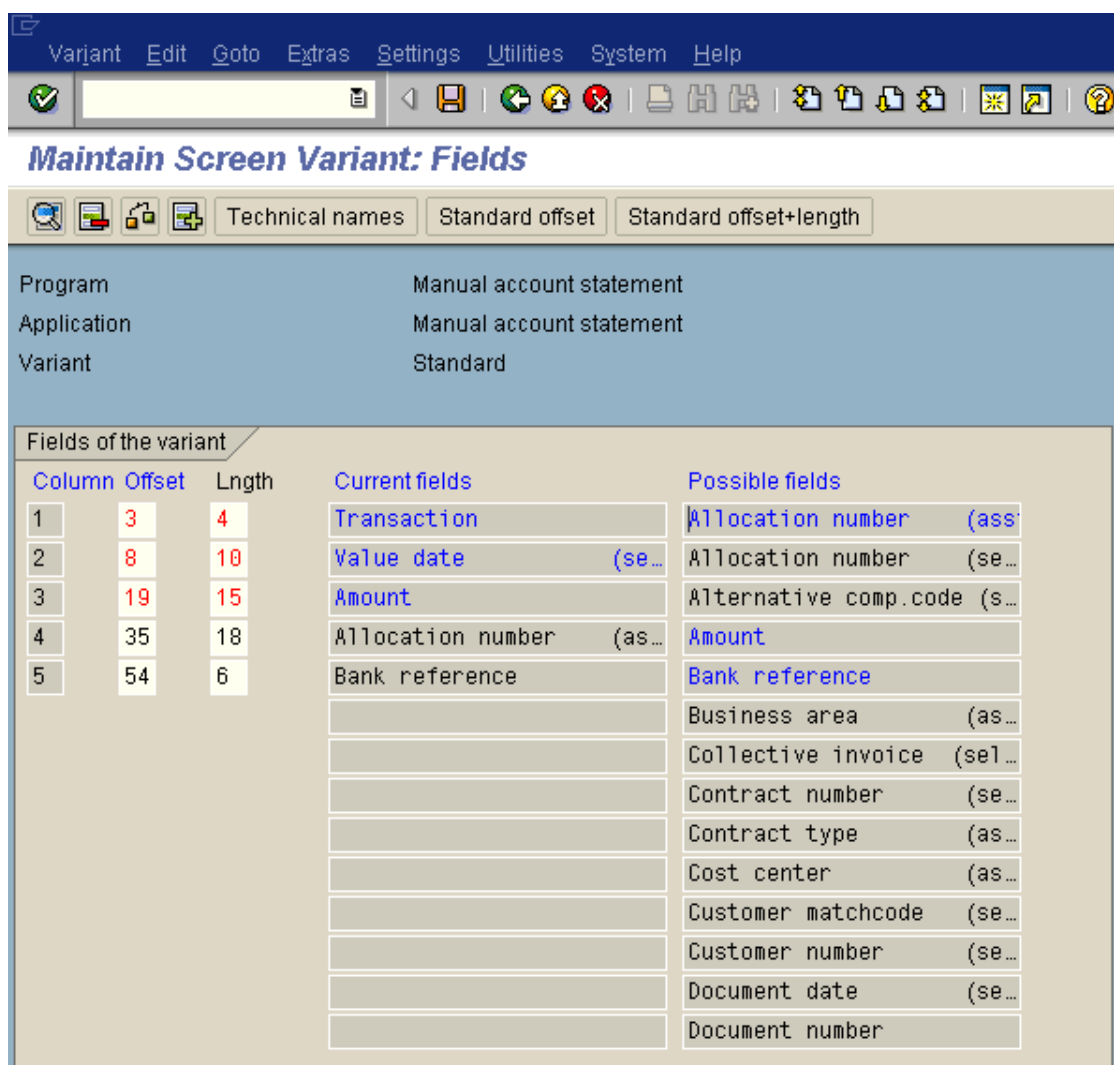 Variant Edit Goto Extras Settings Utilities System Help
Maintain Screen Variant: Fields
Technical names Standard offset Standard offset+length
Program Manual account statement
Application Manual account statement
Variant Standard
Fields of the variant
Column Offset Lngth Current fields Possible fields
1 3 4 Transaction Allocation number (ass
2 8 10 Value date (se… Allocation number (se…
3 19 15 Amount Alternative comp.code (s…
4 35 18 Allocation number (as… Amount
5 54 6 Bank reference Bank reference
Business area (as…
Collective invoice (sel…
Contract number (se…
Contract type (as…
Cost center (as…
Customer matchcode (se…
Customer number (se…
Document date (se…
Document number